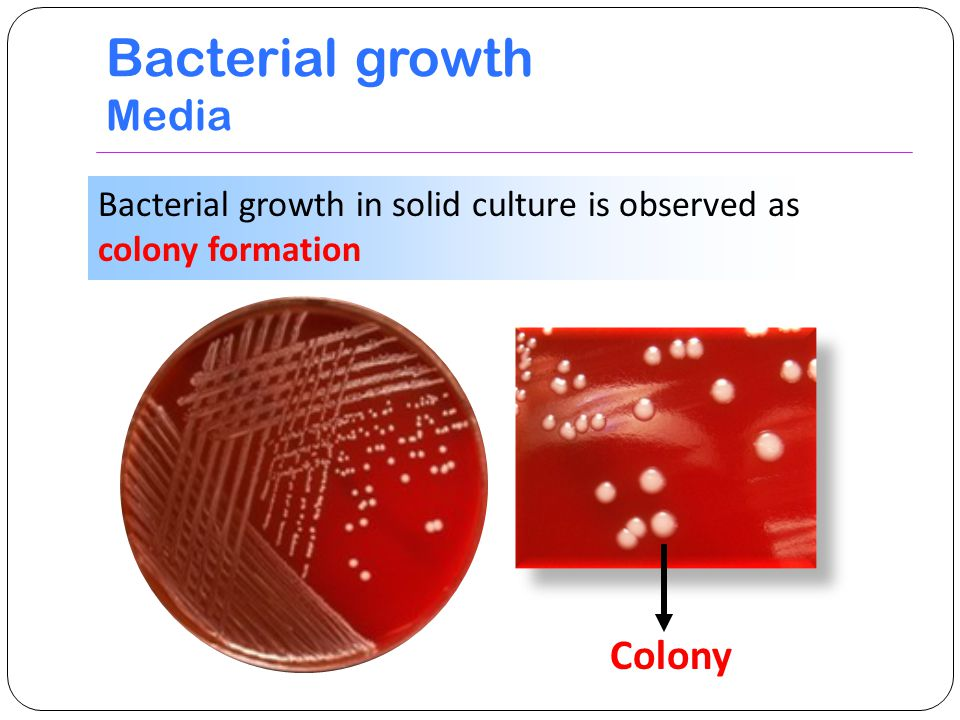 Bacterial growth
Media
Bacterial growth in solid culture is observed as
colony formation
Colony